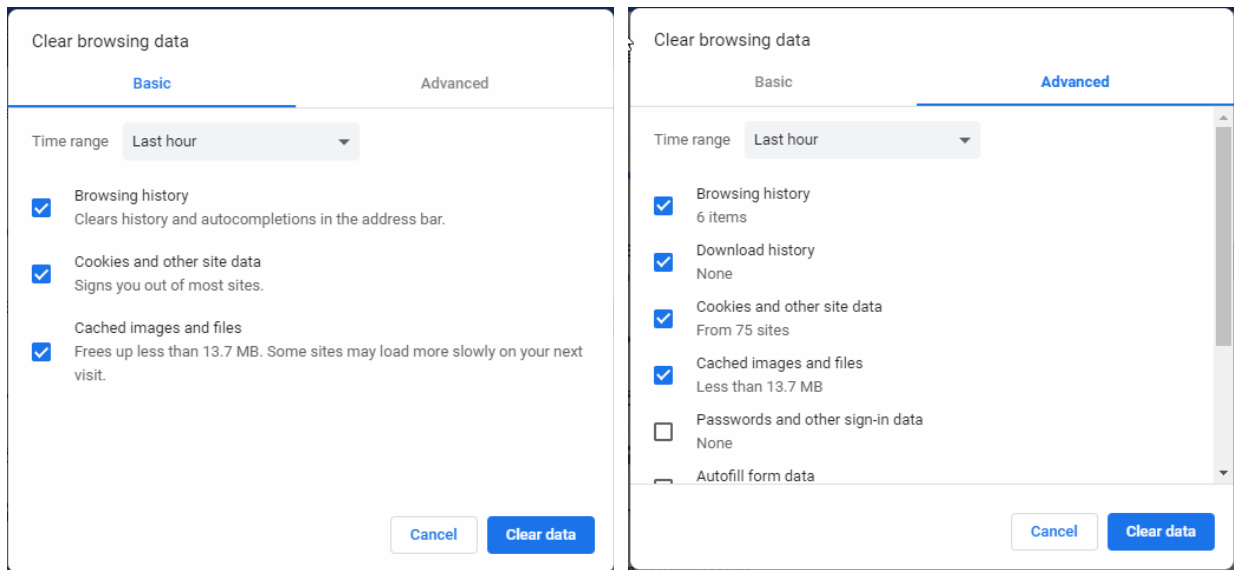 Clear browsing data
Basic
Advanced
Time range
Last hour
Browsing history
Clears history and autocompletions in the address bar.
Cookies and other site data
Signs you out of most sites.
Cached images and files
Frees up less than 13.7 MB. Some sites may load more slowly on your next
visit.
Cancel
Clear data
Clear browsing data
Basic
Advanced
Time range
Last hour
Browsing history
6 items
Download history
None
Cookies and other site data
From 75 sites
Cached images and files
Less than 13.7 MB
Passwords and other sign-in data
None
Autofill form data
Cancel
Clear data